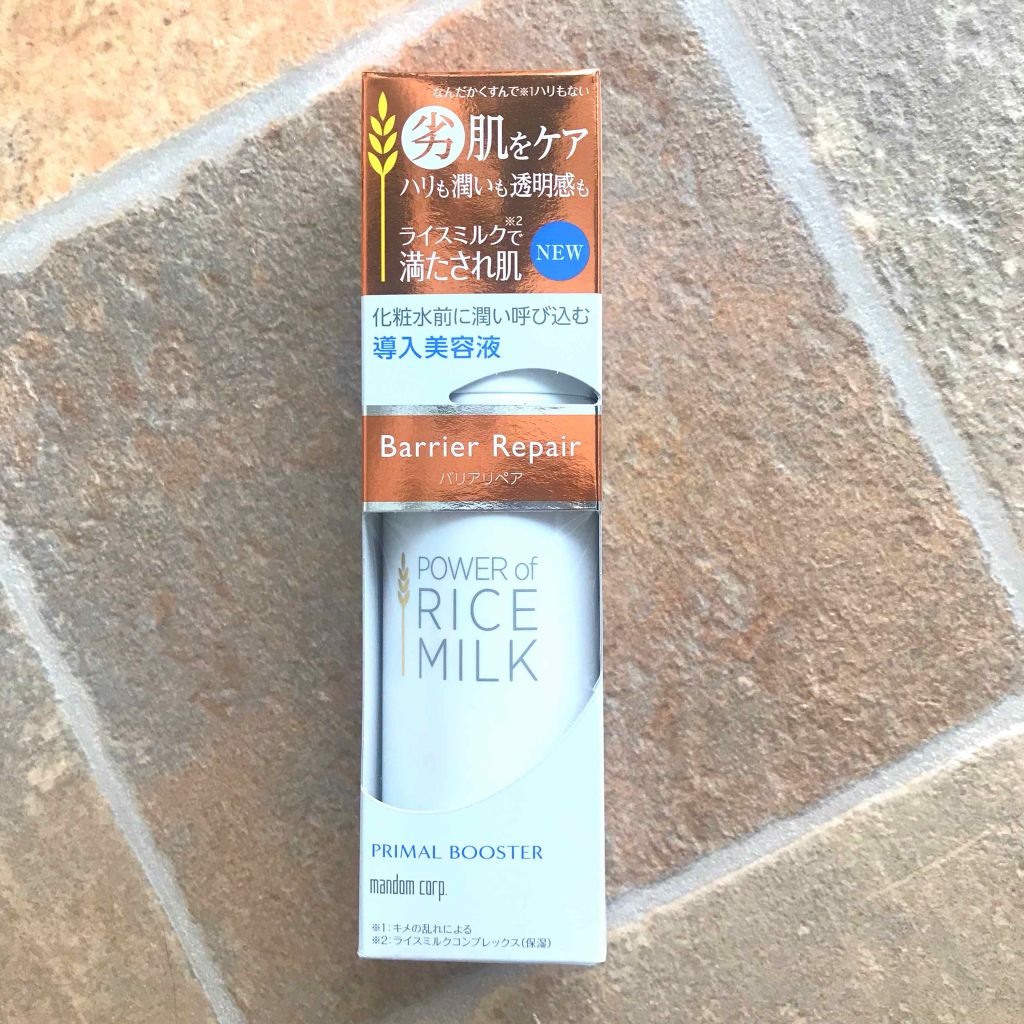 なんだかくすんで※1ハリもない
劣肌をケア
ハリも潤いも透明感も
ライスミルク※2で
満たされ肌
NEW
化粧水前に潤い呼び込む
導入美容液
Barrier Repair
バリアリペア
POWER of
RICE
MILK
PRIMAL BOOSTER
mandom corp.
※1:キメの乱れによる
※2:ライスミルクコンプレックス(保湿)